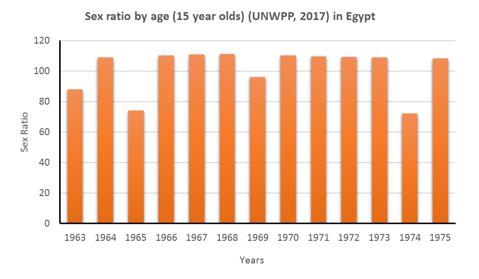 Sex ratio by age (15 year olds) (UNWPP, 2017) in Egypt
120
100
80
60
40
20
0
Sex Ratio
1963 1964 1965 1966 1967 1968 1969 1970 1971 1972 1973 1974 1975
Years